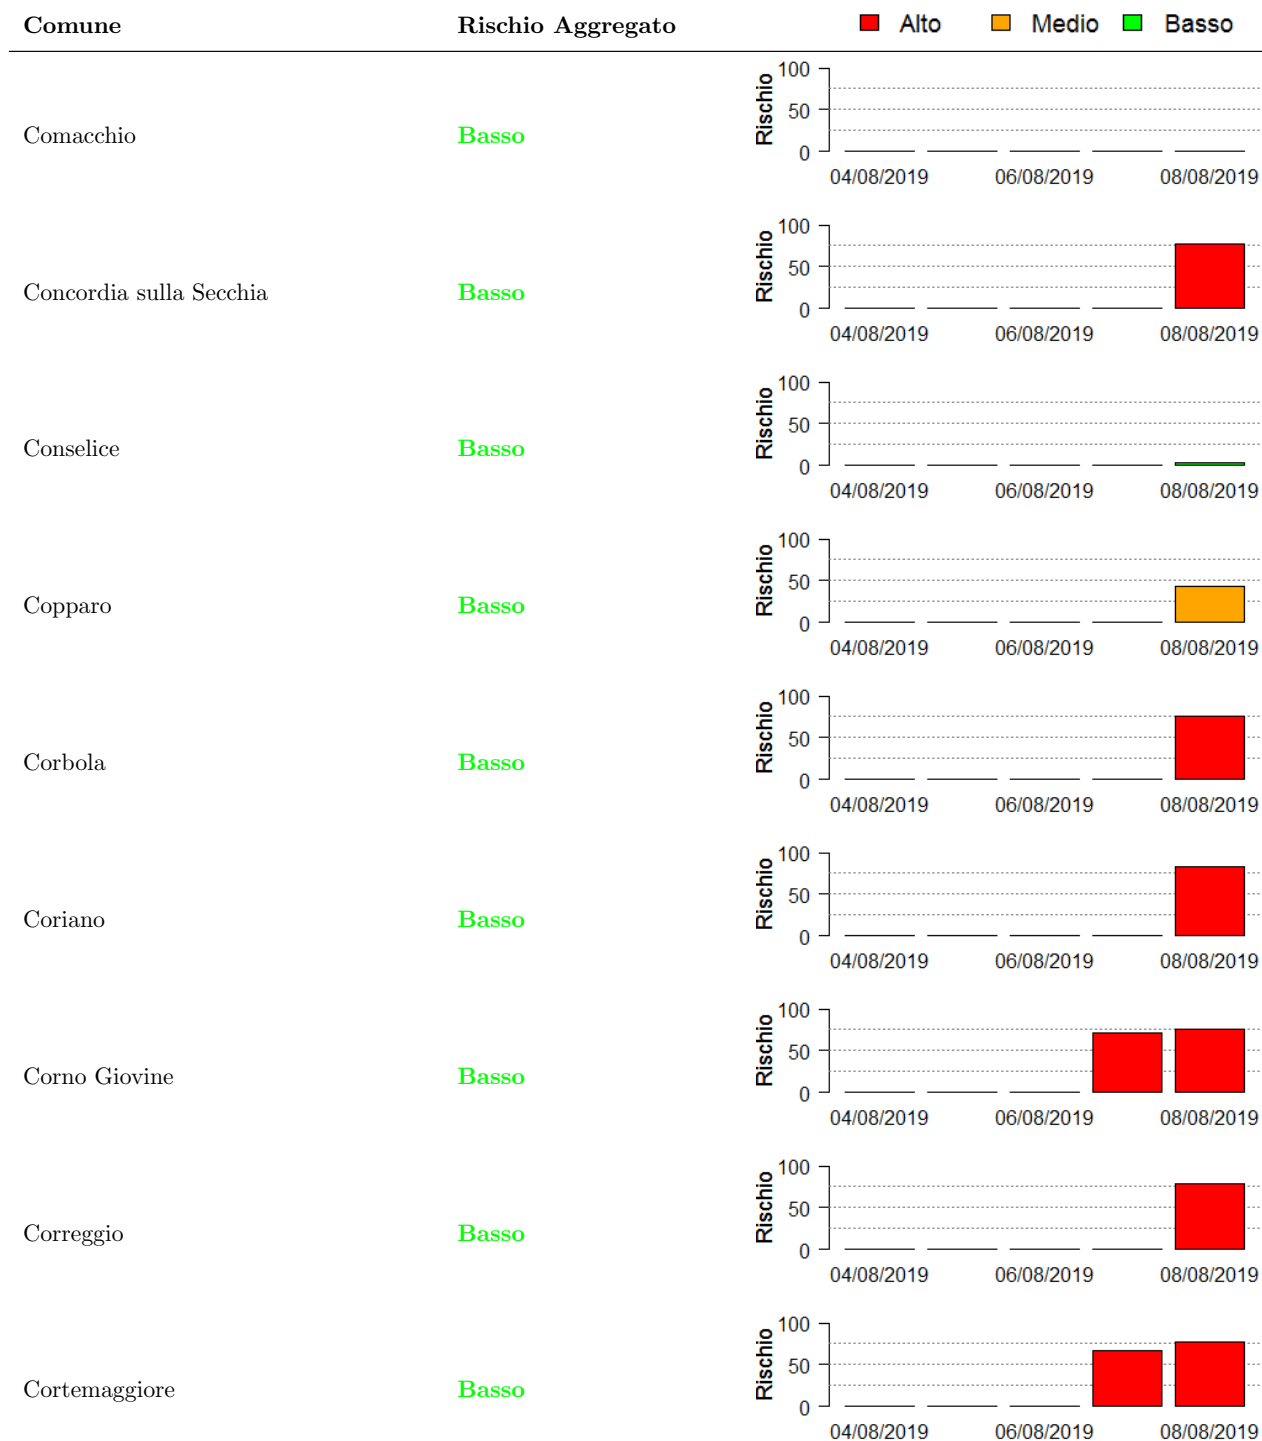 Comune Rischio Aggregato Alto Medio Basso
100
50
0
Rischio
Comacchio Basso
04/08/2019 06/08/2019 08/08/2019
100
50
0
Rischio
Concordia sulla Secchia Basso
04/08/2019 06/08/2019 08/08/2019
100
50
0
Rischio
Conselice Basso
04/08/2019 06/08/2019 08/08/2019
100
50
0
Rischio
Copparo Basso
04/08/2019 06/08/2019 08/08/2019
100
50
0
Rischio
Corbola Basso
04/08/2019 06/08/2019 08/08/2019
100
50
0
Rischio
Coriano Basso
04/08/2019 06/08/2019 08/08/2019
100
50
0
Rischio
Corno Giovine Basso
04/08/2019 06/08/2019 08/08/2019
100
50
0
Rischio
Correggio Basso
04/08/2019 06/08/2019 08/08/2019
100
50
0
Rischio
Cortemaggiore Basso
04/08/2019 06/08/2019 08/08/2019